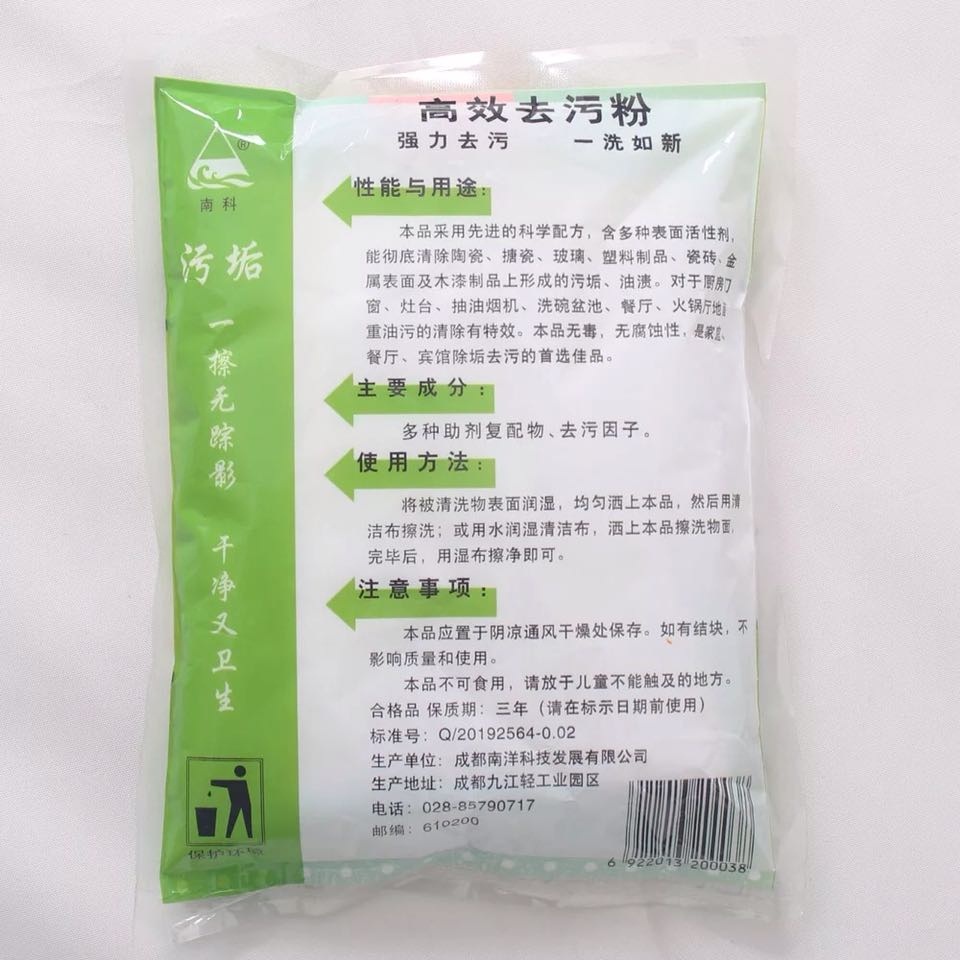 高效去污粉
强力去污 一洗如新
®
南科
污垢
一擦无踪影
干净又卫生
性能与用途：
本品采用先进的科学配方，含多种表面活性剂，
能彻底清除陶瓷、搪瓷、玻璃、塑料制品、瓷砖、金
属表面及木漆制品上形成的污垢、油渍。对于厨房门
窗、灶台、抽油烟机、洗碗盆池、餐厅、火锅厅地
重油污的清除有特效。本品无毒，无腐蚀性，是家庭、
餐厅、宾馆除垢去污的首选佳品。
主要成分：
多种助剂复配物、去污因子。
使用方法：
将被清洗物表面润湿，均匀洒上本品，然后用清
洁布擦洗；或用水润湿清洁布，洒上本品擦洗物面，
完毕后，用湿布擦净即可。
注意事项：
本品应置于阴凉通风干燥处保存。如有结块，不
影响质量和使用。
本品不可食用，请放于儿童不能触及的地方。
合格品 保质期：三年（请在标示日期前使用）
标准号：Q/20192564-0.02
生产单位：成都南洋科技发展有限公司
生产地址：成都九江轻工业园区
电话：028-85790717
邮编：610200
保护环境
6 922013 200038